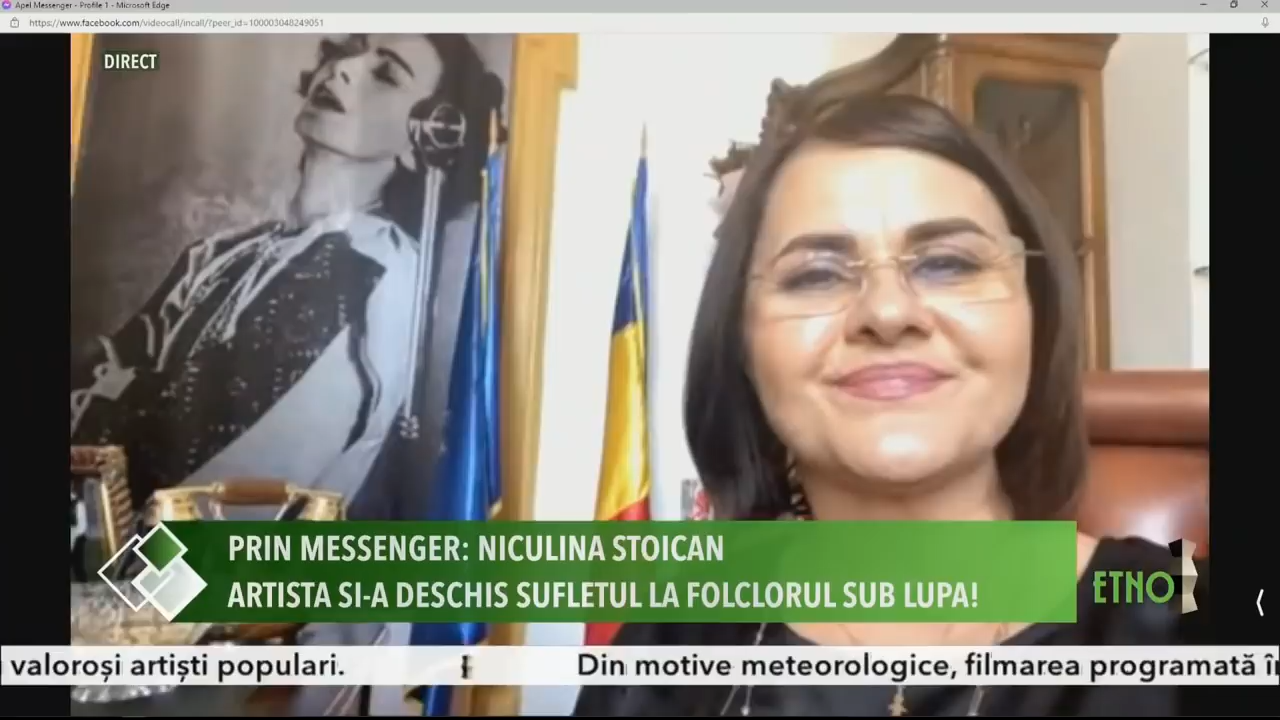 Apel Messenger - Profile 1 - Microsoft Edge
https://www.facebook.com/videocall/incall/?peer_id=100003048249051
DIRECT
PRIN MESSENGER: NICULINA STOICAN
ARTISTA SI-A DESCHIS SUFLETUL LA FOLCLORUL SUB LUPA!
ETNO
valoroși artiști populari. Din motive meteorologice, filmarea programată